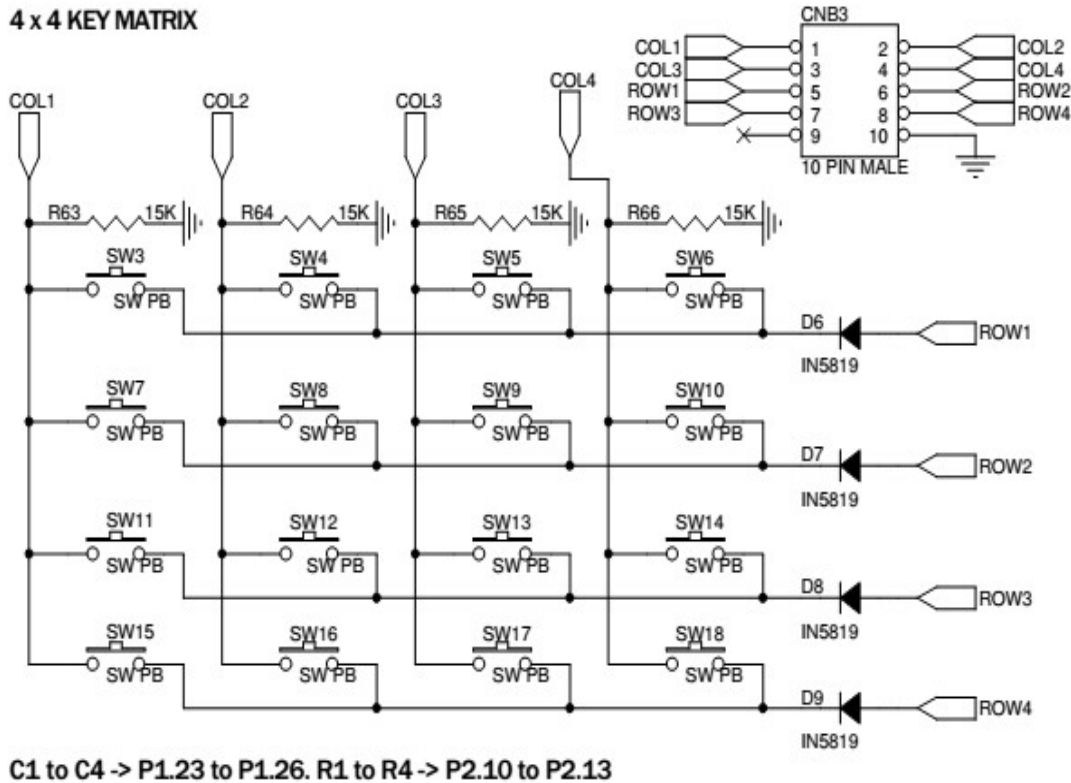 4 x 4 KEY MATRIX
CNB3
COL1 1 2 COL2
COL3 3 4 COL4
ROW1 5 6 ROW2
ROW3 7 8 ROW4
9 10
10 PIN MALE
COL1 COL2 COL3 COL4
R63 15K R64 15K R65 15K R66 15K
SW3 SW4 SW5 SW6
SW PB SW PB SW PB SW PB
D6 ROW1
IN5819
SW7 SW8 SW9 SW10
SW PB SW PB SW PB SW PB
D7 ROW2
IN5819
SW11 SW12 SW13 SW14
SW PB SW PB SW PB SW PB
D8 ROW3
IN5819
SW15 SW16 SW17 SW18
SW PB SW PB SW PB SW PB
D9 ROW4
IN5819
C1 to C4 -> P1.23 to P1.26. R1 to R4 -> P2.10 to P2.13